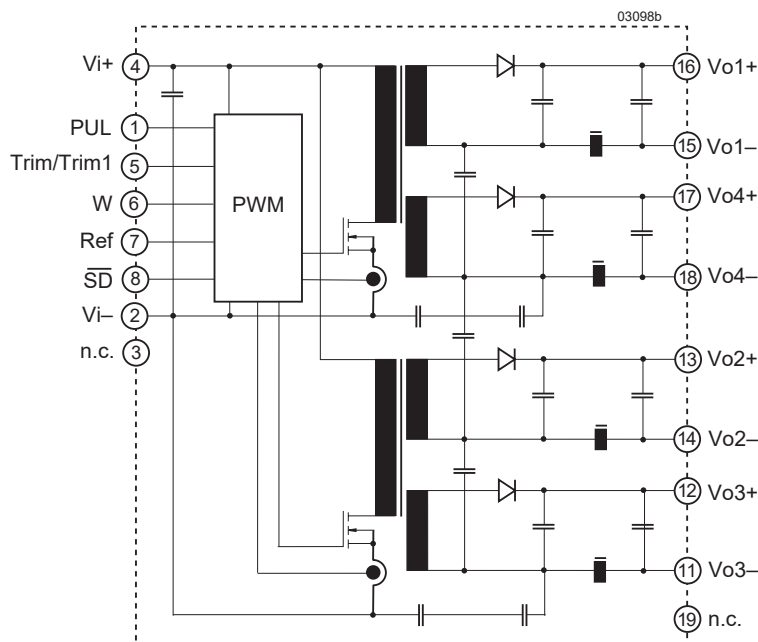 03098b
Vi+ 4
PUL 1
Trim/Trim1 5
W 6
Ref 7
SD 8
Vi– 2
n.c. 3
PWM
16 Vo1+
15 Vo1–
17 Vo4+
18 Vo4–
13 Vo2+
14 Vo2–
12 Vo3+
11 Vo3–
19 n.c.